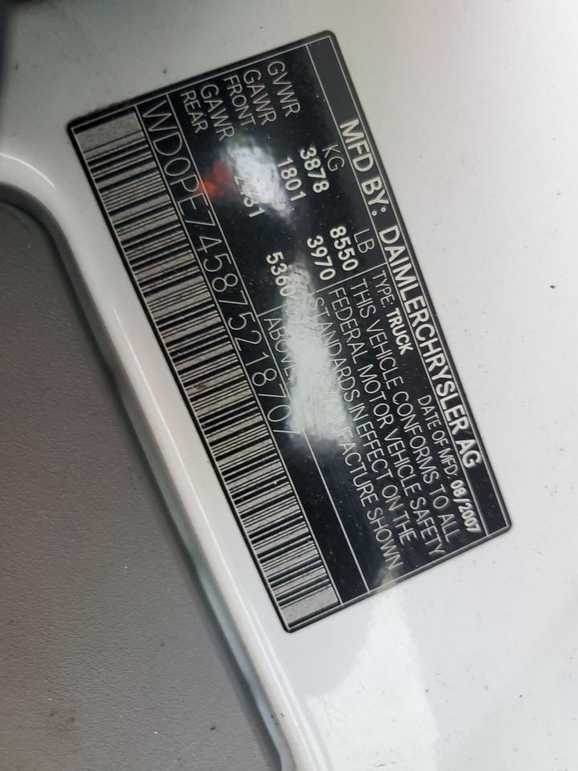 MFD BY: DAIMLERCHRYSLER AG
DATE OF MFD: 08/2007
KG LB TYPE: TRUCK
GVWR 3878 8550 THIS VEHICLE CONFORMS TO ALL
GAWR FRONT 1801 3970 FEDERAL MOTOR VEHICLE SAFETY
STANDARDS IN EFFECT ON THE
GAWR REAR 5360 SHOWN
ABOVE
WD0PE745875218707